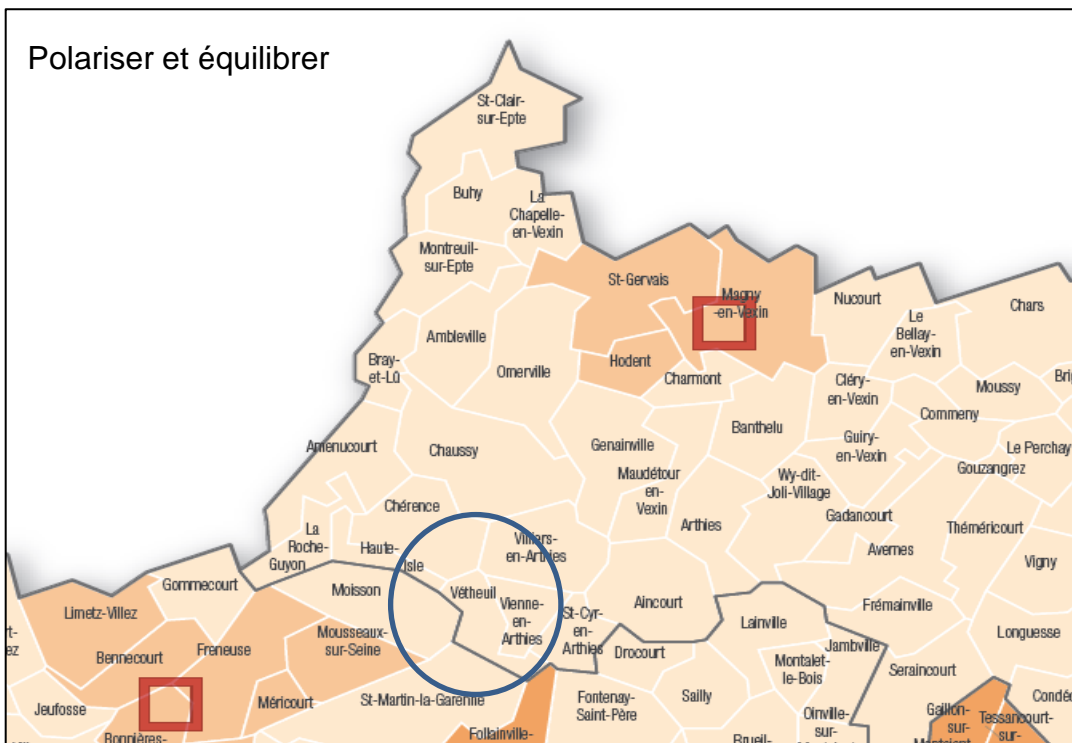 Polariser et équilibrer
St-Clair-
sur-Epte
Buhy
La
Chapelle-
en-Vexin
Montreuil-
sur-Epte
St-Gervais
Magny
-en-Vexin
Nucourt
Chars
Le
Bellay-
en-Vexin
Ambleville
Bray-
et-Lû
Omerville
Hodent
Charmont
Cléry-
en-Vexin
Moussy
Commeny
Banthelu
Amenucourt
Chaussy
Genainville
Guiry-
en-Vexin
Le Perchay
Gouzangrez
Maudétour
en-
Vexin
Wy-dit-
Joli-Village
Chérence
Arthies
Gadancourt
Théméricourt
La
Roche-
Guyon
Haute-
Isle
Villers-
en-Arthies
Avernes
Vigny
Gommecourt
Moisson
Vétheuil
Vienne-
en-
Arthies
St-Cyr-
en-
Arthies
Aincourt
Frémainville
Limetz-Villez
Lainville
Longuesse
Mousseaux-
sur-Seine
Bennecourt
Freneuse
Drocourt
Jambville
Montalet-
le-Bois
Seraincourt
Jeufosse
Méricourt
St-Martin-la-Garenne
Fontenay-
Saint-Père
Sailly
Oinville-
sur-
Gaillon-
sur-
Tessancourt-
sur-
Follainville-
Bonnières-
Brueil-